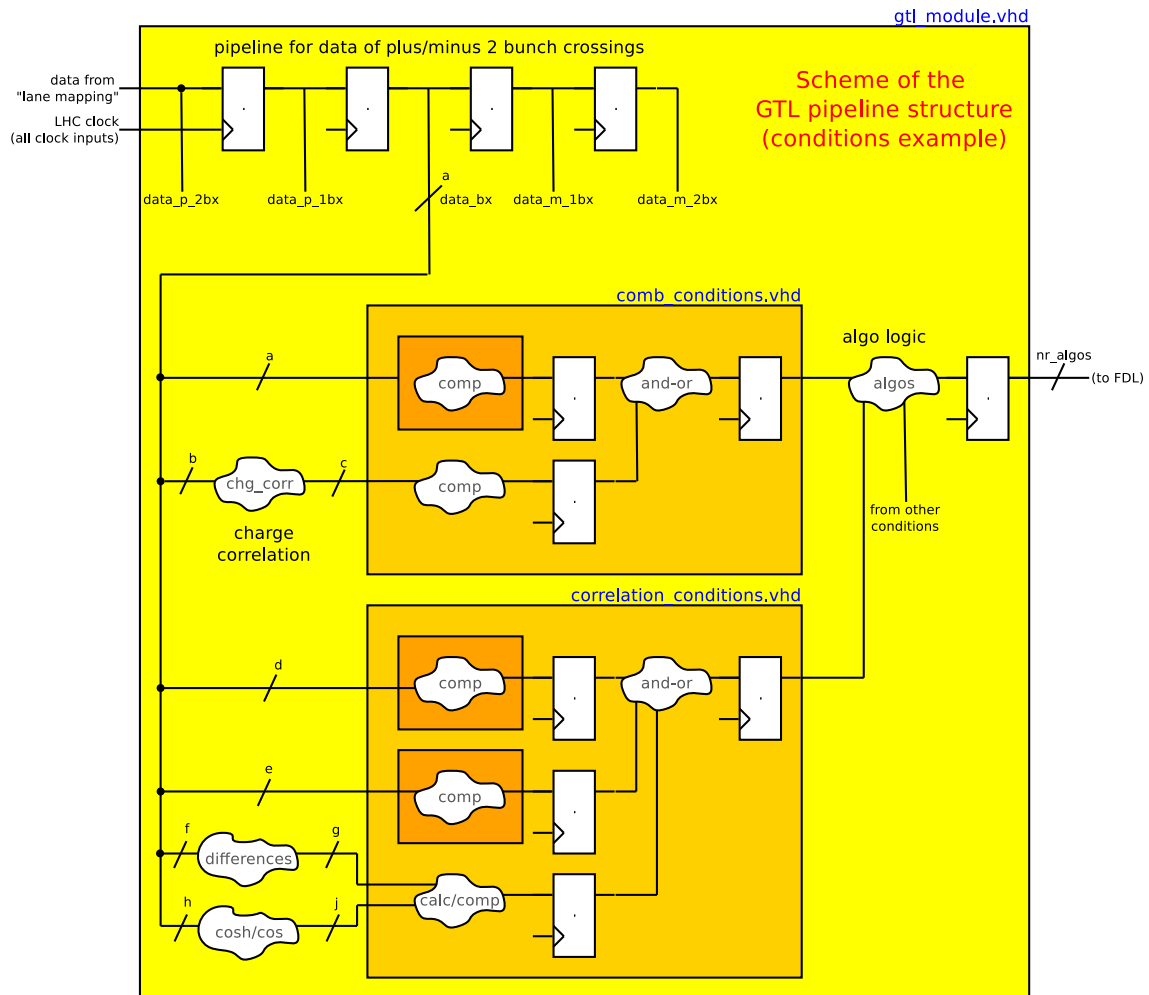 gtl_module.vhd
pipeline for data of plus/minus 2 bunch crossings
data from
"lane mapping"
LHC clock
(all clock inputs)
Scheme of the
GTL pipeline structure
(conditions example)
a
data_p_2bx
data_p_1bx
data_bx
data_m_1bx
data_m_2bx
comb_conditions.vhd
algo logic
a
comp
and-or
algos
nr_algos
(to FDL)
b
chg_corr
c
comp
charge
correlation
from other
conditions
correlation_conditions.vhd
d
comp
and-or
e
comp
f
differences
g
calc/comp
h
cosh/cos
j